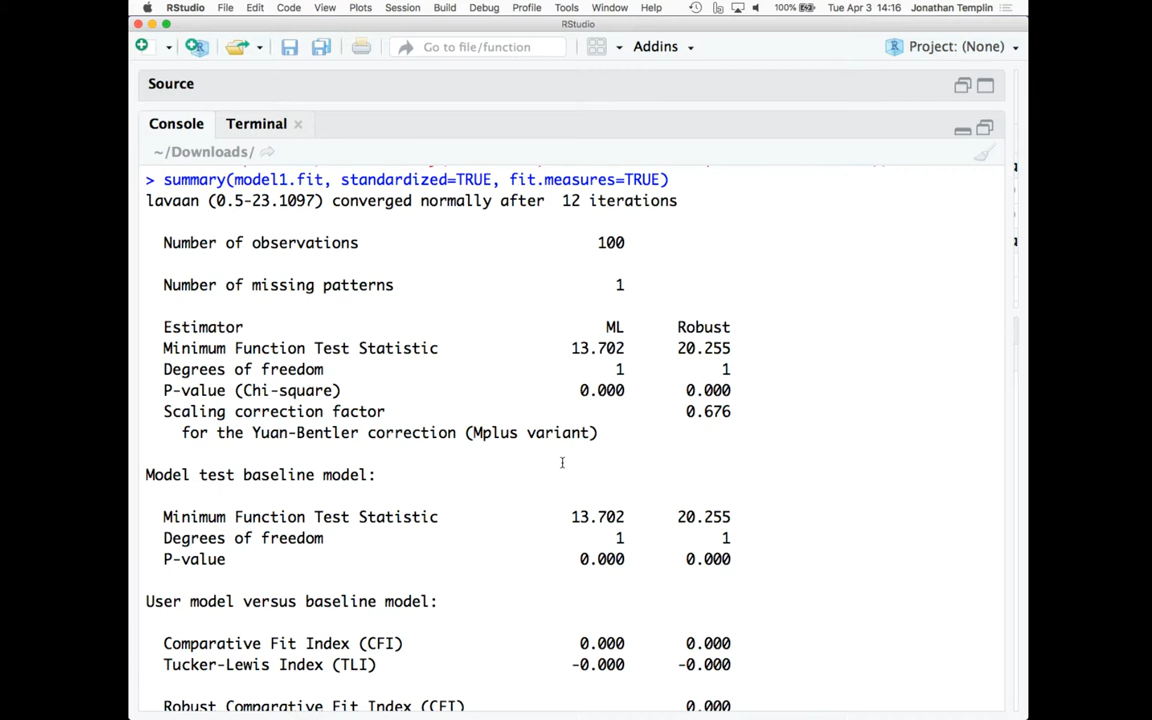 RStudio File Edit Code View Plots Session Build Debug Profile Tools Window Help 100% Tue Apr 3 14:16 Jonathan Templin
RStudio
Go to file/function Addins Project: (None)
Source
Console Terminal
~/Downloads/
> summary(model1.fit, standardized=TRUE, fit.measures=TRUE)
lavaan (0.5-23.1097) converged normally after 12 iterations
Number of observations 100
Number of missing patterns 1
Estimator ML Robust
Minimum Function Test Statistic 13.702 20.255
Degrees of freedom 1 1
P-value (Chi-square) 0.000 0.000
Scaling correction factor 0.676
for the Yuan-Bentler correction (Mplus variant)
Model test baseline model:
Minimum Function Test Statistic 13.702 20.255
Degrees of freedom 1 1
P-value 0.000 0.000
User model versus baseline model:
Comparative Fit Index (CFI) 0.000 0.000
Tucker-Lewis Index (TLI) -0.000 -0.000
Robust Comparative Fit Index (CFI) 0.000